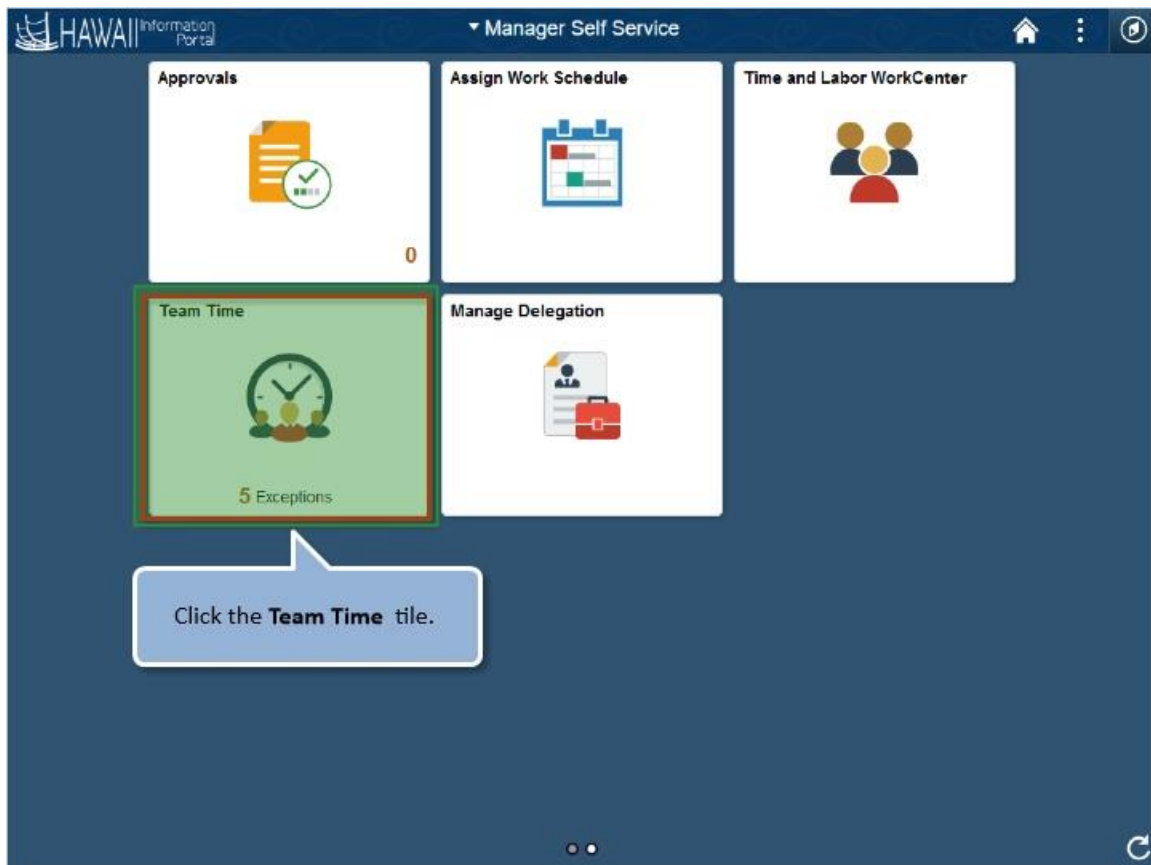 HAWAII Information
Portal
Manager Self Service
Approvals
0
Assign Work Schedule
Time and Labor WorkCenter
Team Time
5 Exceptions
Manage Delegation
Click the Team Time tile.